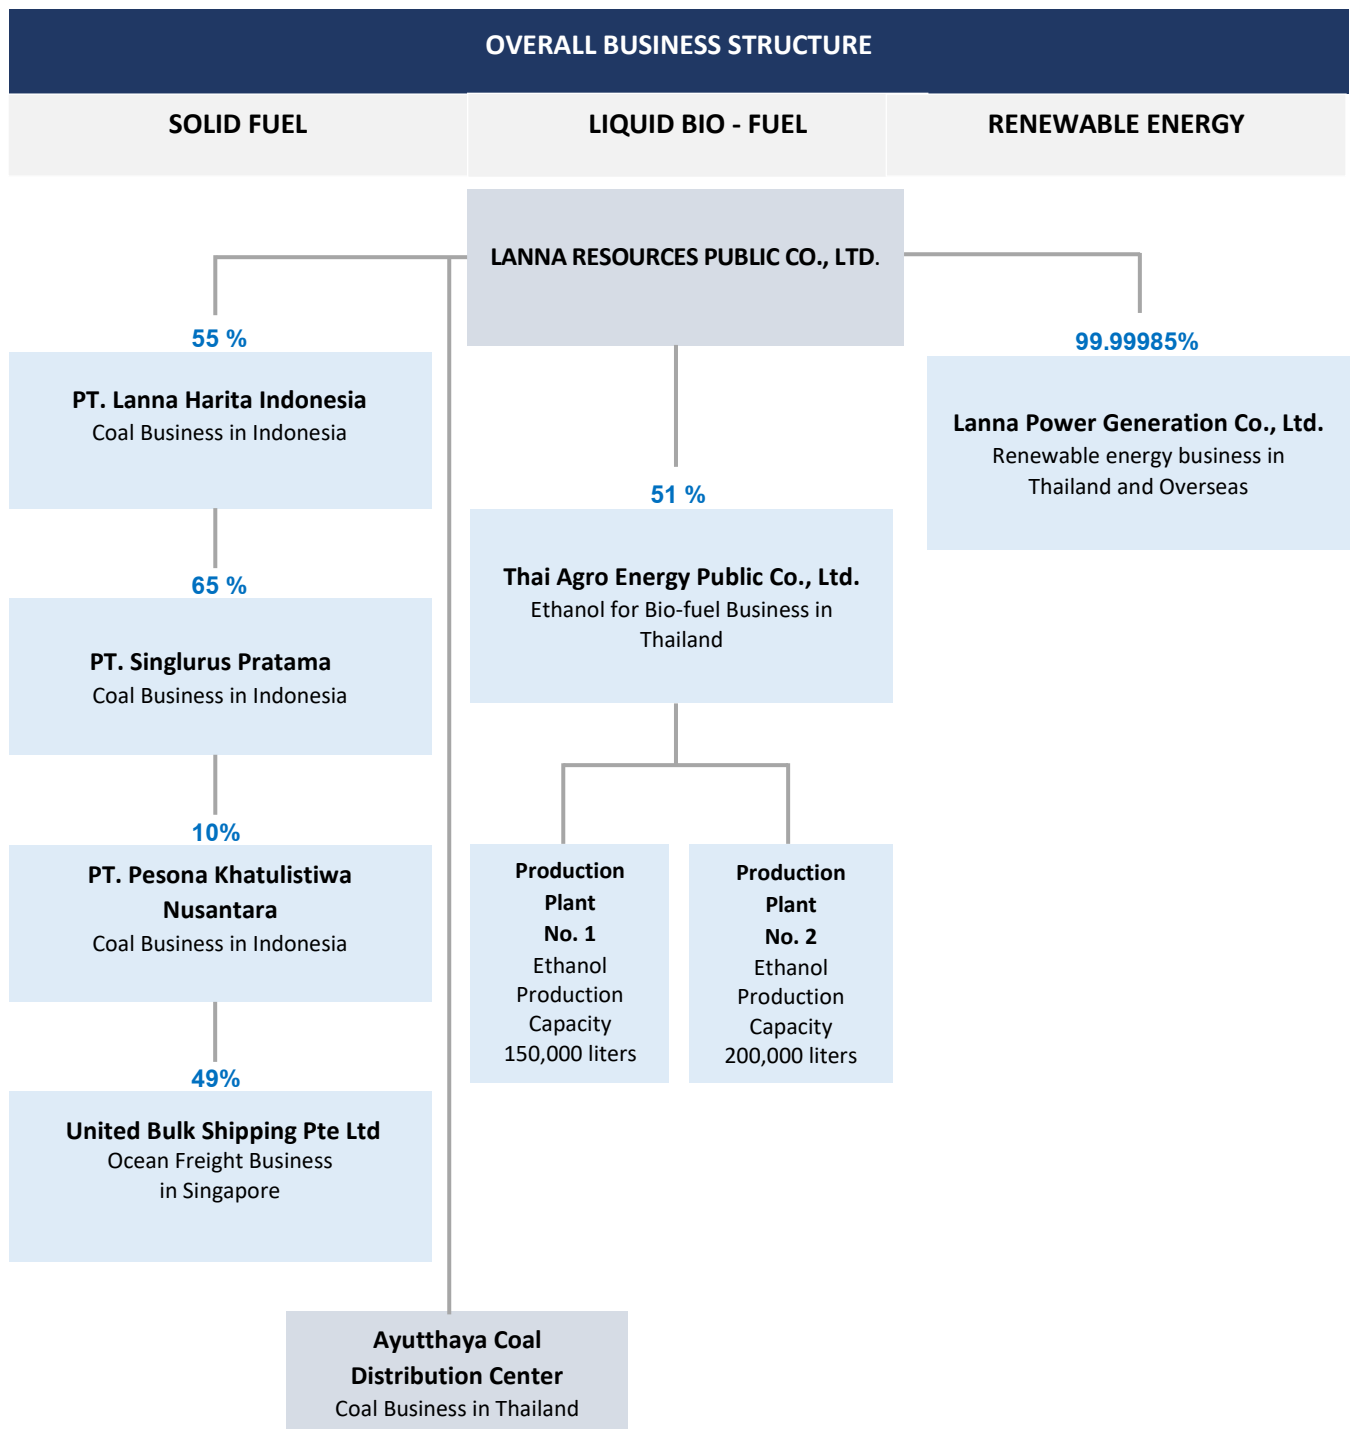 OVERALL BUSINESS STRUCTURE
SOLID FUEL
LIQUID BIO - FUEL
RENEWABLE ENERGY
LANNA RESOURCES PUBLIC CO., LTD.
55 %
PT. Lanna Harita Indonesia
Coal Business in Indonesia
65 %
PT. Singlurus Pratama
Coal Business in Indonesia
10%
PT. Pesona Khatulistiwa
Nusantara
Coal Business in Indonesia
49%
United Bulk Shipping Pte Ltd
Ocean Freight Business
in Singapore
Ayutthaya Coal
Distribution Center
Coal Business in Thailand
51 %
Thai Agro Energy Public Co., Ltd.
Ethanol for Bio-fuel Business in
Thailand
Production
Plant
No. 1
Ethanol
Production
Capacity
150,000 liters
Production
Plant
No. 2
Ethanol
Production
Capacity
200,000 liters
99.99985%
Lanna Power Generation Co., Ltd.
Renewable energy business in
Thailand and Overseas